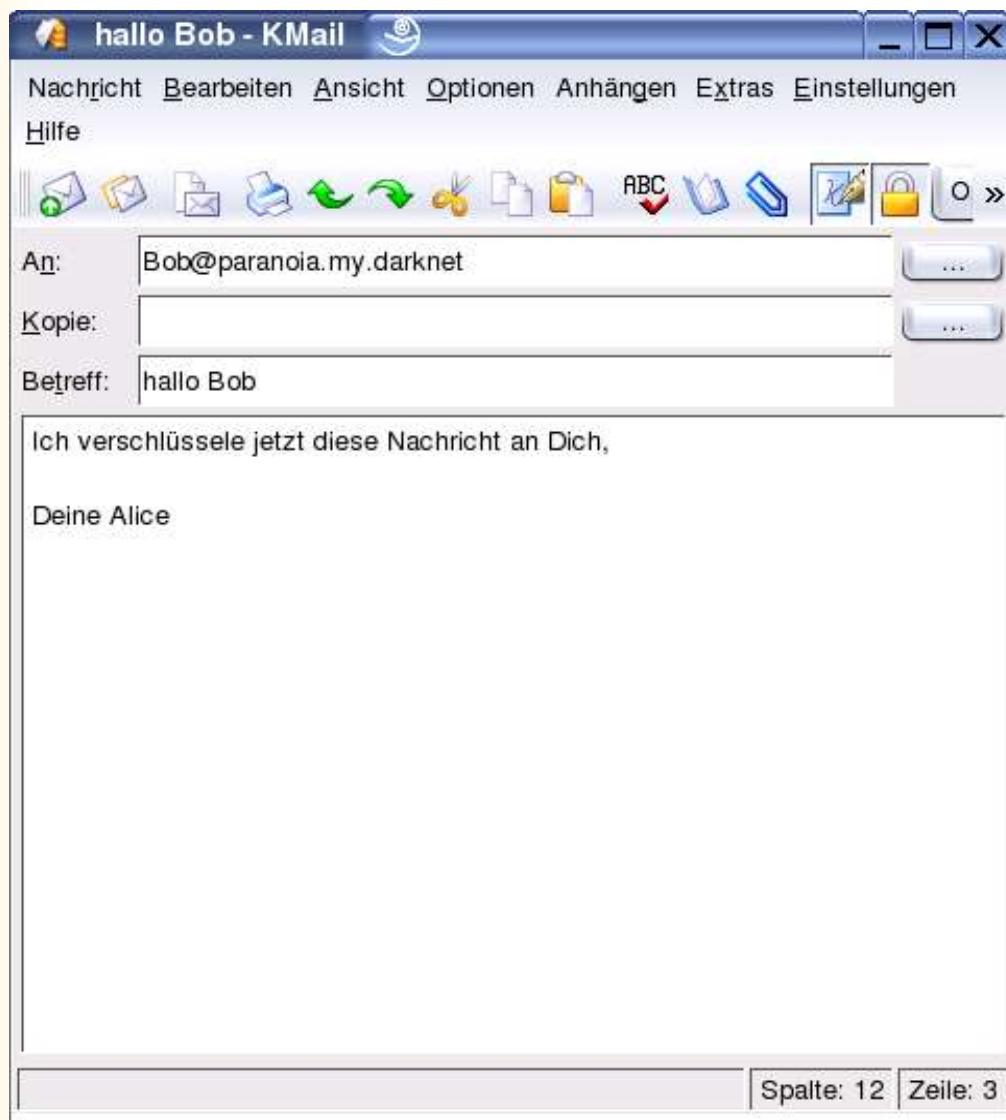 hallo Bob - KMail
Nachricht Bearbeiten Ansicht Optionen Anhängen Extras Einstellungen
Hilfe
ABC O »
An: Bob@paranoia.my.darknet ...
Kopie: ...
Betreff: hallo Bob
Ich verschlüssele jetzt diese Nachricht an Dich,
Deine Alice
Spalte: 12 Zeile: 3